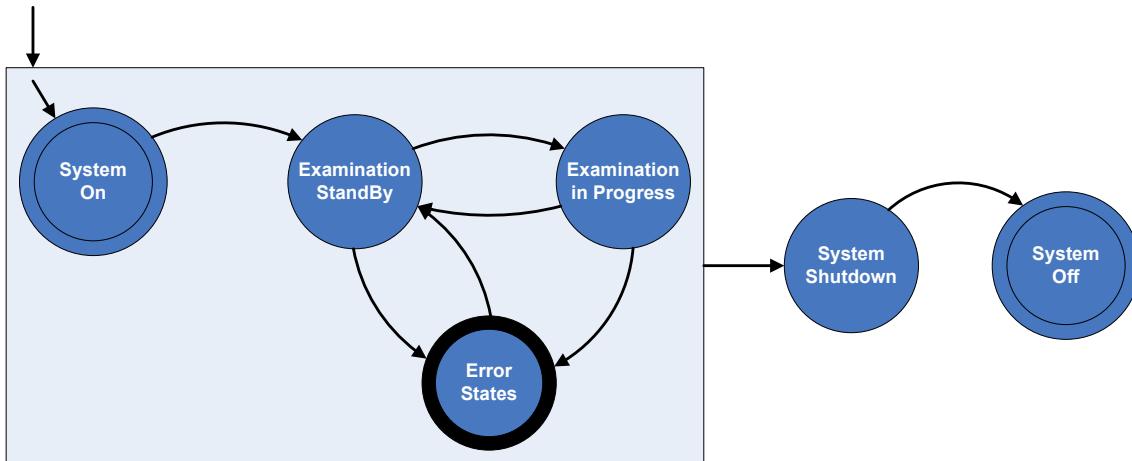 System
On
Examination
StandBy
Examination
in Progress
Error
States
System
Shutdown
System
Off